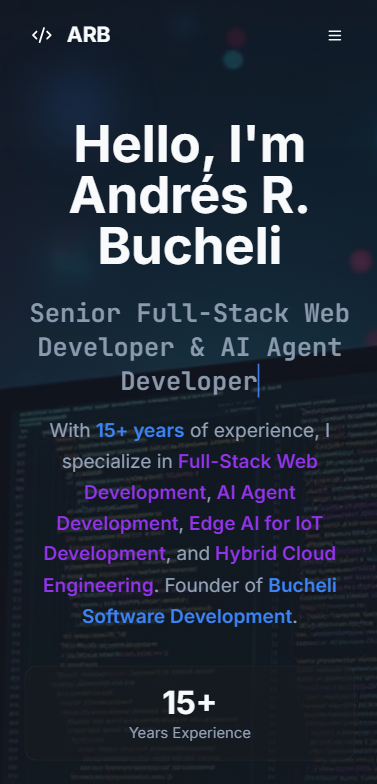 </> ARB
Hello, I'm
Andrés R.
Bucheli
Senior Full-Stack Web
Developer & AI Agent
Developer
With 15+ years of experience, I
specialize in Full-Stack Web
Development, AI Agent
Development, Edge AI for IoT
Development, and Hybrid Cloud
Engineering. Founder of Bucheli
Software Development.
15+
Years Experience